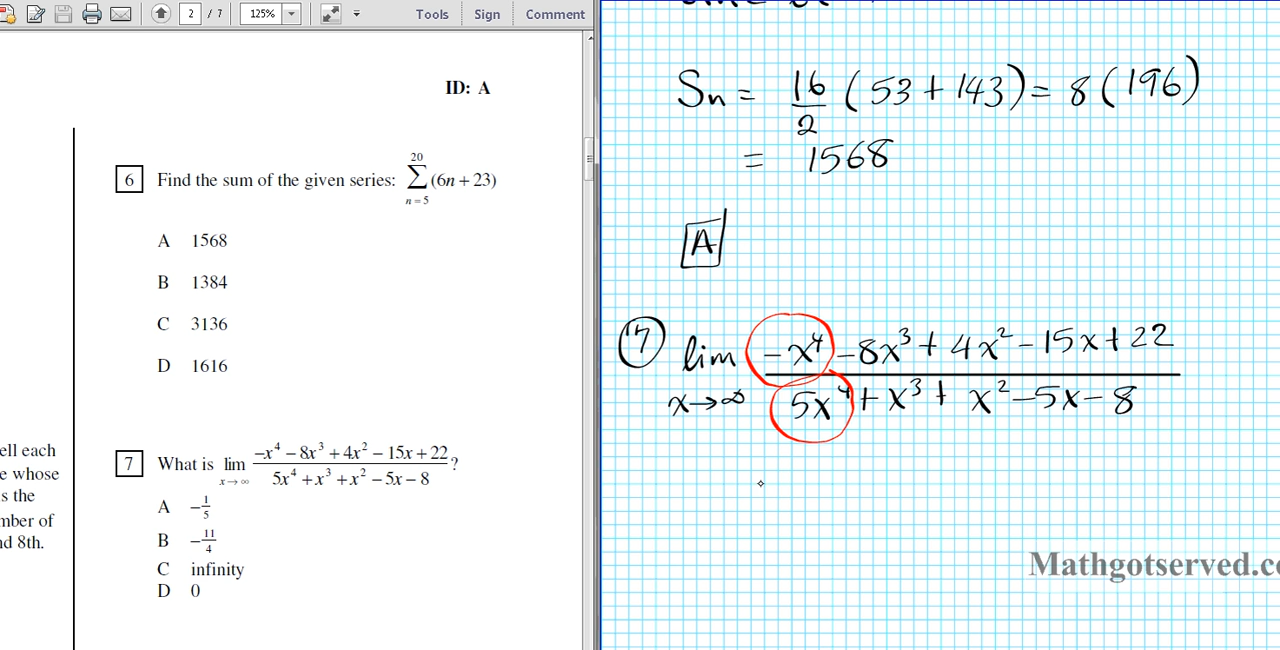 2 / 7 125% Tools Sign Comment
ID: A
6 Find the sum of the given series: 20 ∑ n = 5 (6n + 23)
A 1568
B 1384
C 3136
D 1616
ell each
e whose
s the
mber of
nd 8th.
7 What is lim x→∞ (−x⁴ − 8x³ + 4x² − 15x + 22)/(5x⁴ + x³ + x² − 5x − 8)?
A −1/5
B −11/4
C infinity
D 0
Sn = 16/2 (53 + 143) = 8 (196)
= 1568
A
7 lim x→∞ (−x⁴ − 8x³ + 4x² − 15x + 22)/(5x⁴ + x³ + x² − 5x − 8)
Mathgotserved.co